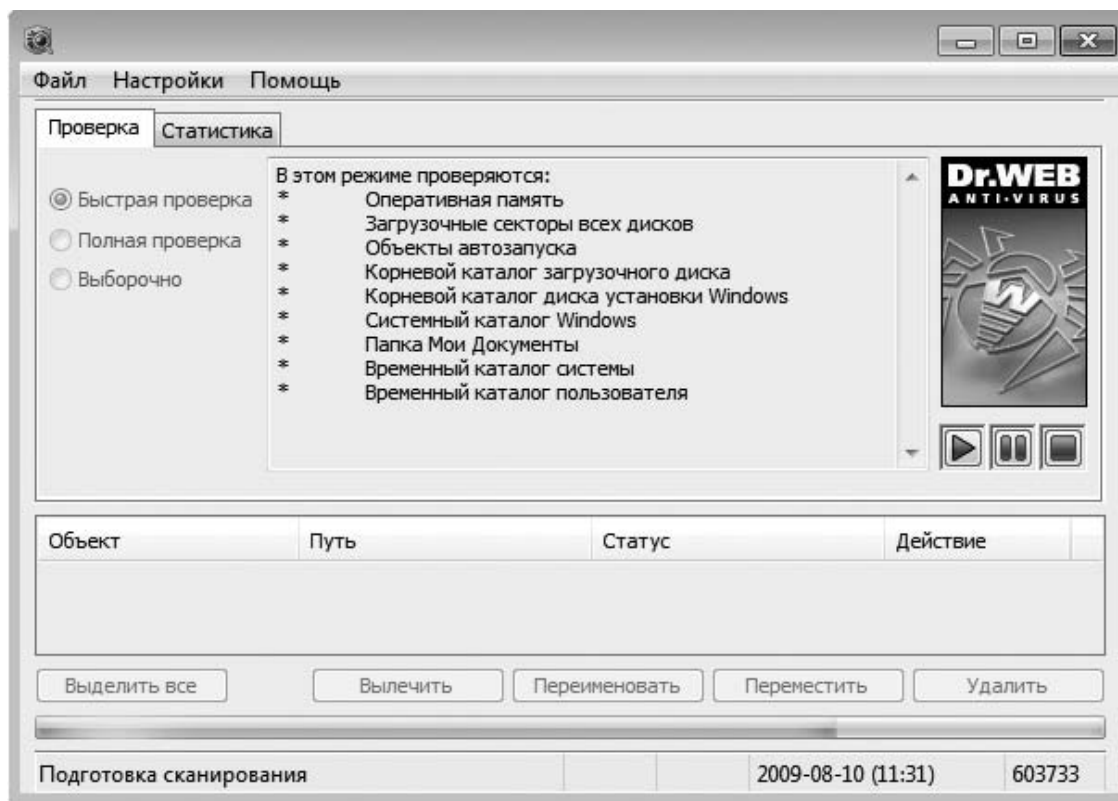 Файл Настройки Помощь
Проверка Статистика
Быстрая проверка
Полная проверка
Выборочно
В этом режиме проверяются:
* Оперативная память
* Загрузочные секторы всех дисков
* Объекты автозапуска
* Корневой каталог загрузочного диска
* Корневой каталог диска установки Windows
* Системный каталог Windows
* Папка Мои Документы
* Временный каталог системы
* Временный каталог пользователя
Dr.WEB
ANTI-VIRUS
Объект Путь Статус Действие
Выделить все Вылечить Переименовать Переместить Удалить
Подготовка сканирования 2009-08-10 (11:31) 603733